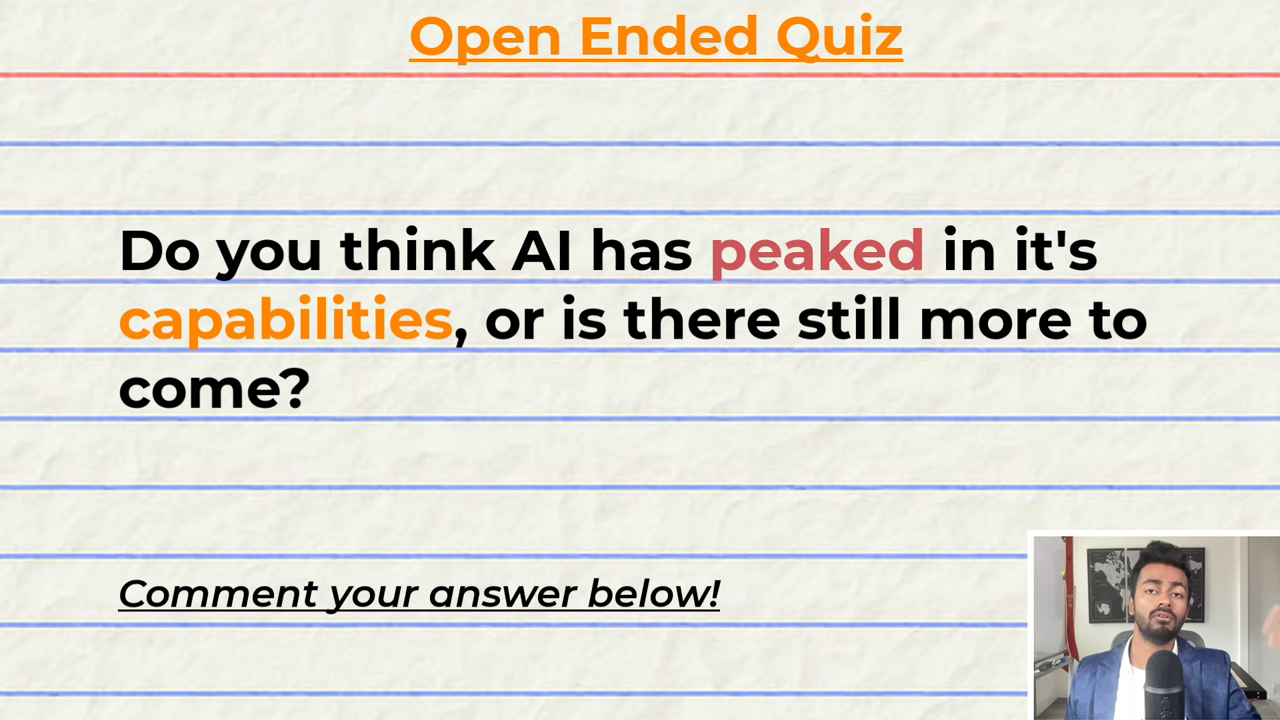 Open Ended Quiz
Do you think AI has peaked in it's
capabilities, or is there still more to
come?
Comment your answer below!